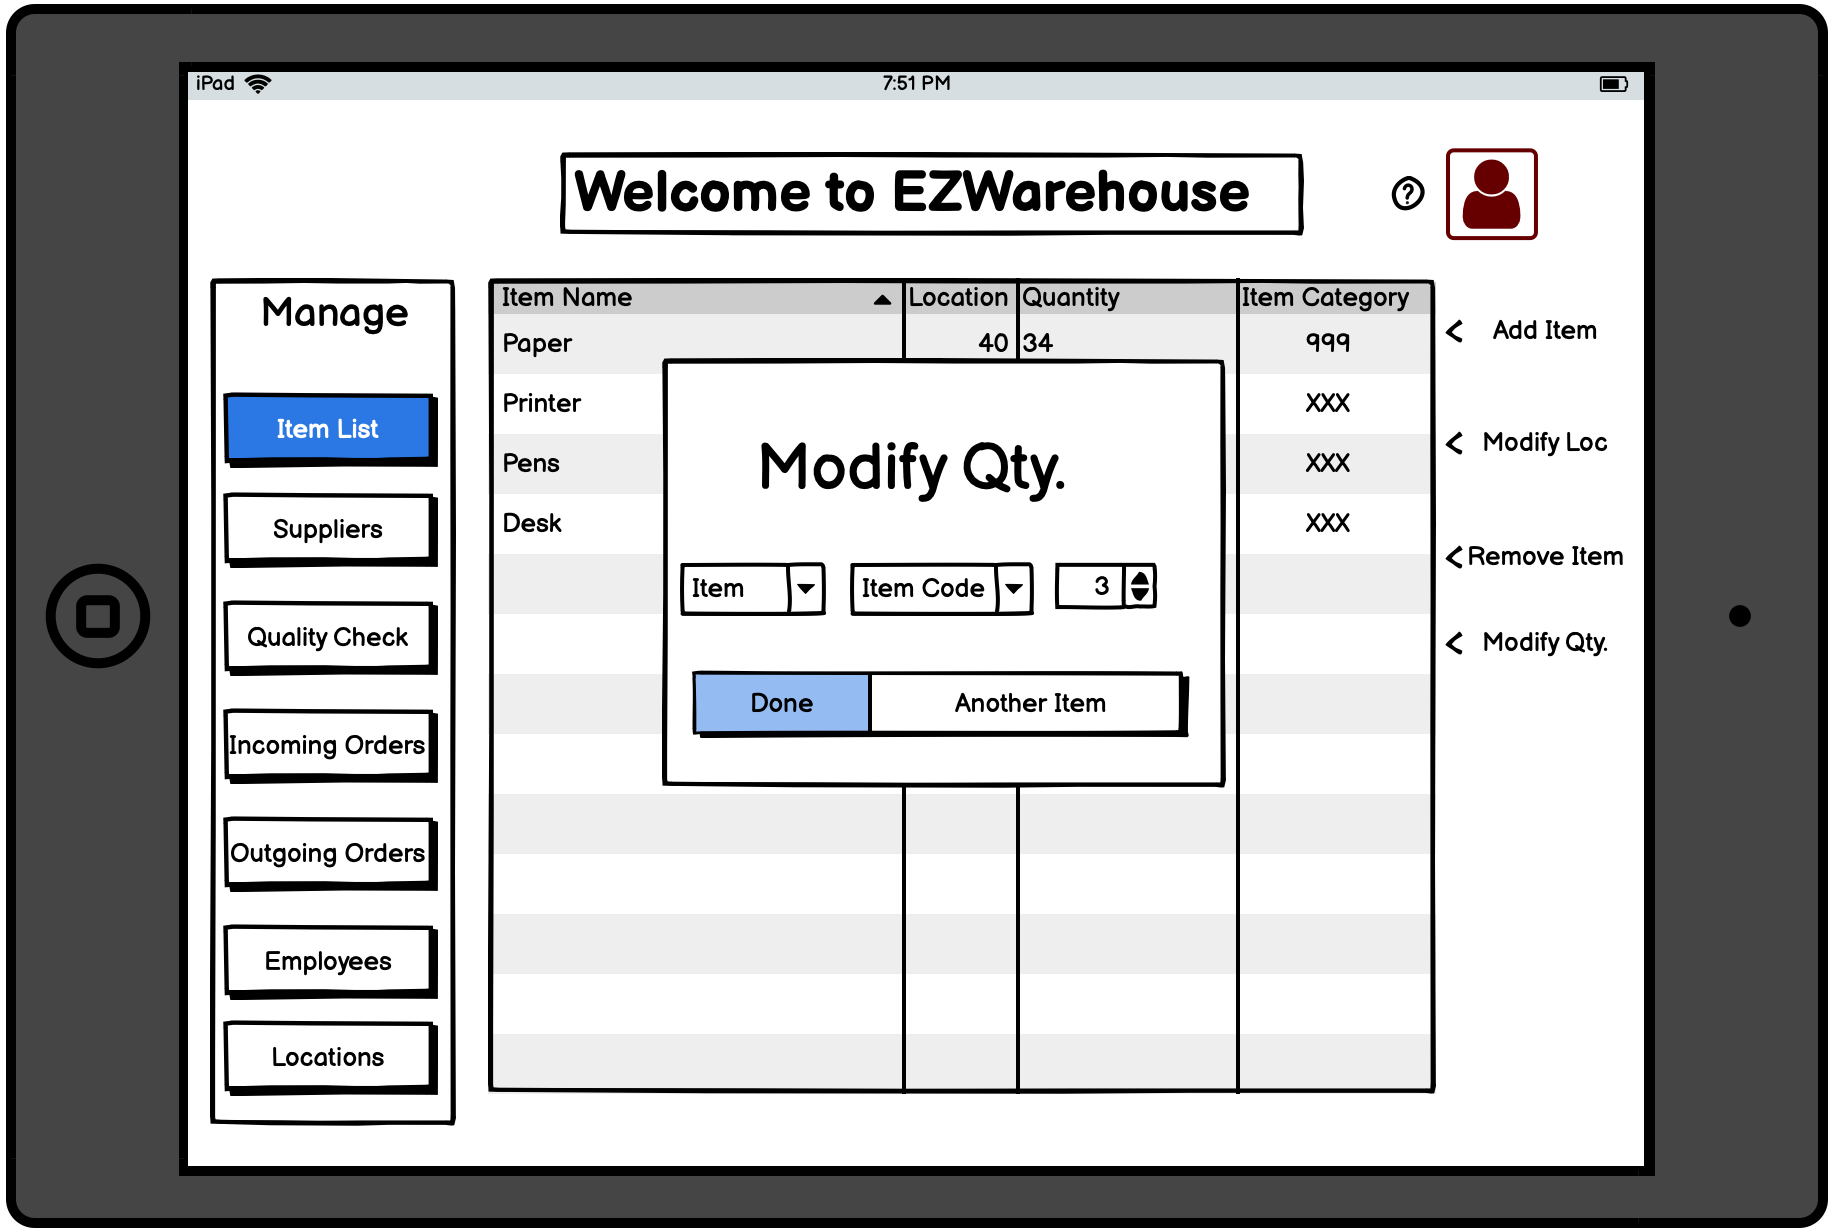 iPad
7:51 PM
Welcome to EZWarehouse
?
Manage
Item List
Suppliers
Quality Check
Incoming Orders
Outgoing Orders
Employees
Locations
Item Name Location Quantity Item Category
Paper 40 34 999
Printer XXX
Pens XXX
Desk XXX
Modify Qty.
Item Item Code 3
Done Another Item
Add Item
Modify Loc
Remove Item
Modify Qty.